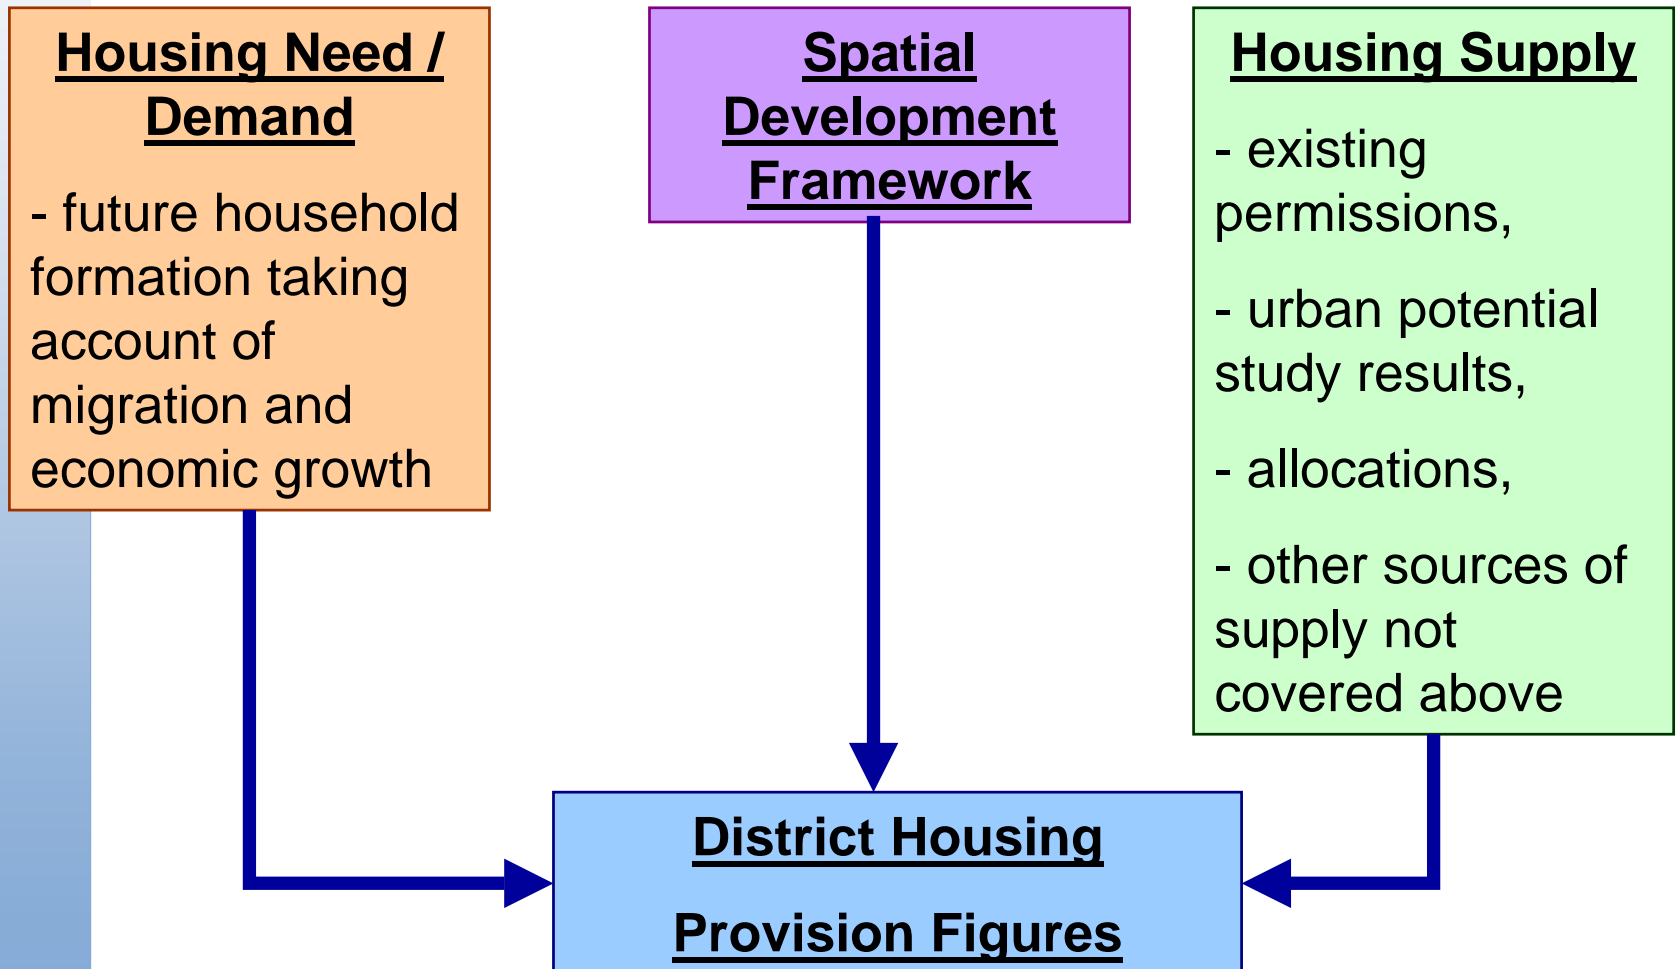 Housing Need /
Demand
- future household
formation taking
account of
migration and
economic growth
Spatial
Development
Framework
Housing Supply
- existing
permissions,
- urban potential
study results,
- allocations,
- other sources of
supply not
covered above
District Housing
Provision Figures